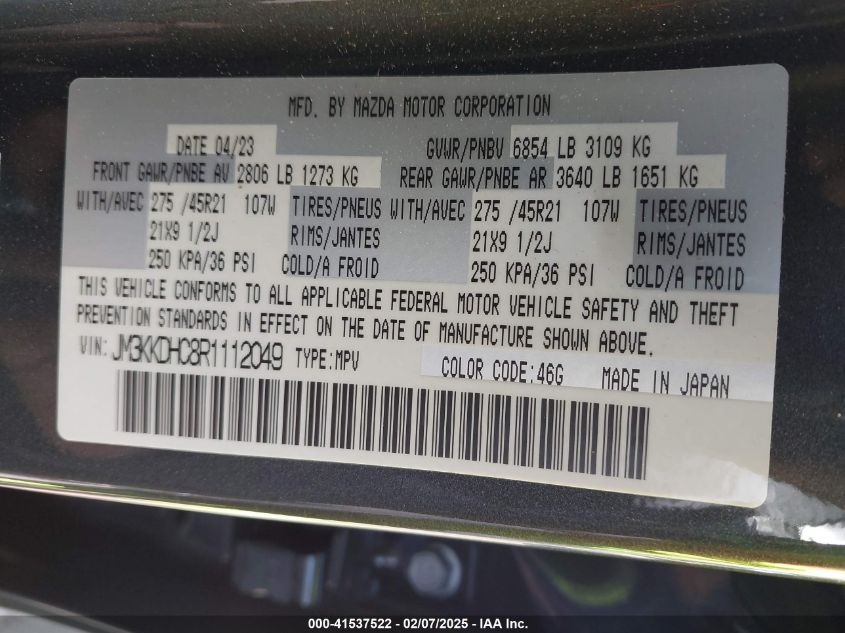 MFD. BY MAZDA MOTOR CORPORATION
DATE 04/23 GVWR/PNBV 6854 LB 3109 KG
FRONT GAWR/PNBE AV 2806 LB 1273 KG REAR GAWR/PNBE AR 3640 LB 1651 KG
WITH/AVEC 275 /45R21 107W TIRES/PNEUS WITH/AVEC 275 /45R21 107W TIRES/PNEUS
21X9 1/2J RIMS/JANTES 21X9 1/2J RIMS/JANTES
250 KPA/36 PSI COLD/A FROID 250 KPA/36 PSI COLD/A FROID
THIS VEHICLE CONFORMS TO ALL APPLICABLE FEDERAL MOTOR VEHICLE SAFETY AND THEFT
PREVENTION STANDARDS IN EFFECT ON THE DATE OF MANUFACTURE SHOWN ABOVE.
VIN: JM3KKDHC8R1112049 TYPE:MPV COLOR CODE:46G MADE IN JAPAN
000-41537522 - 02/07/2025 - IAA Inc.